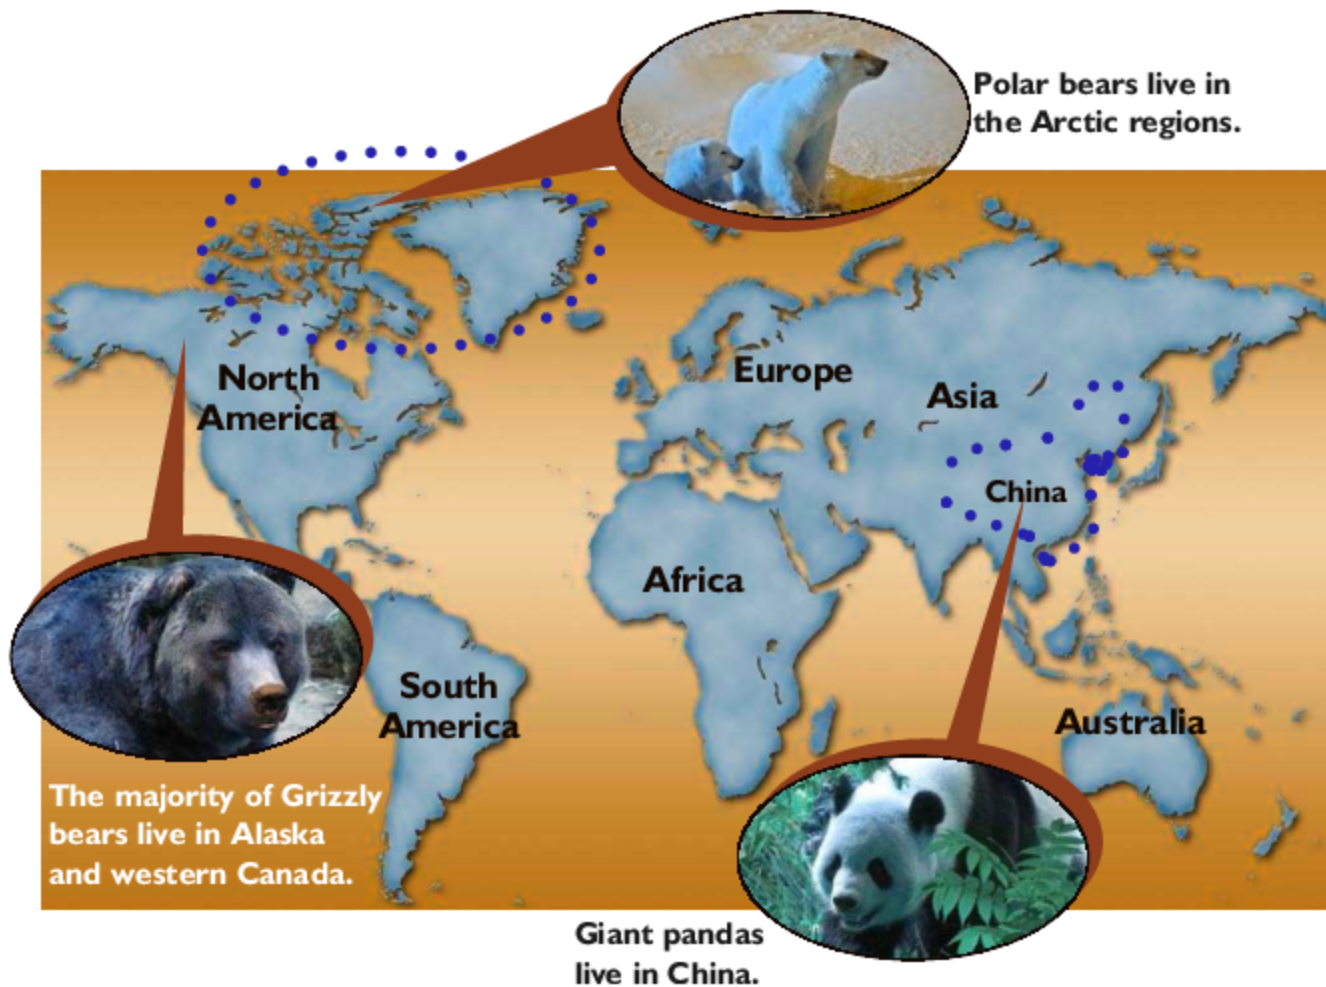 Polar bears live in
the Arctic regions.
North
America
Europe
Asia
China
Africa
South
America
Australia
The majority of Grizzly
bears live in Alaska
and western Canada.
Giant pandas
live in China.